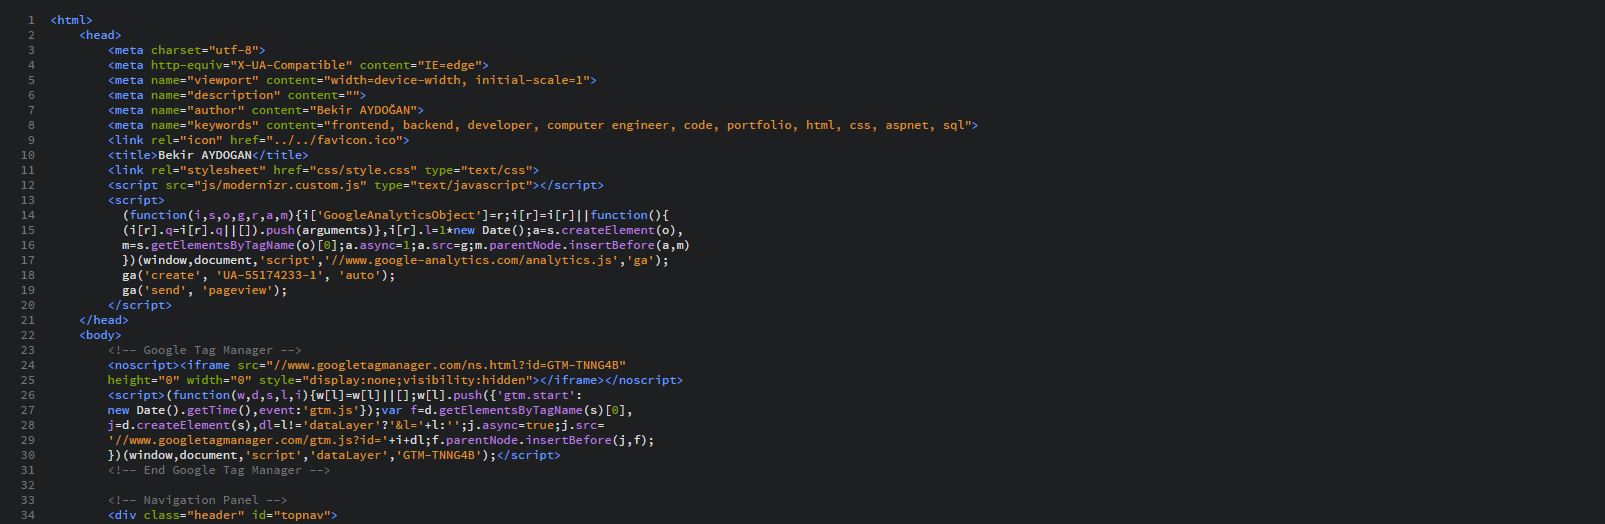 1 <html>
2 <head>
3 <meta charset="utf-8">
4 <meta http-equiv="X-UA-Compatible" content="IE=edge">
5 <meta name="viewport" content="width=device-width, initial-scale=1">
6 <meta name="description" content="">
7 <meta name="author" content="Bekir AYDOĞAN">
8 <meta name="keywords" content="frontend, backend, developer, computer engineer, code, portfolio, html, css, aspnet, sql">
9 <link rel="icon" href="../../favicon.ico">
10 <title>Bekir AYDOGAN</title>
11 <link rel="stylesheet" href="css/style.css" type="text/css">
12 <script src="js/modernizr.custom.js" type="text/javascript"></script>
13 <script>
14 (function(i,s,o,g,r,a,m){i['GoogleAnalyticsObject']=r;i[r]=i[r]||function(){
15 (i[r].q=i[r].q||[]).push(arguments)},i[r].l=1*new Date();a=s.createElement(o),
16 m=s.getElementsByTagName(o)[0];a.async=1;a.src=g;m.parentNode.insertBefore(a,m)
17 })(window,document,'script','//www.google-analytics.com/analytics.js','ga');
18 ga('create', 'UA-55174233-1', 'auto');
19 ga('send', 'pageview');
20 </script>
21 </head>
22 <body>
23 <!-- Google Tag Manager -->
24 <noscript><iframe src="//www.googletagmanager.com/ns.html?id=GTM-TNNG4B"
25 height="0" width="0" style="display:none;visibility:hidden"></iframe></noscript>
26 <script>(function(w,d,s,l,i){w[l]=w[l]||[];w[l].push({'gtm.start':
27 new Date().getTime(),event:'gtm.js'});var f=d.getElementsByTagName(s)[0],
28 j=d.createElement(s),dl=l!='dataLayer'?'&l='+l:'';j.async=true;j.src=
29 '//www.googletagmanager.com/gtm.js?id='+i+dl;f.parentNode.insertBefore(j,f);
30 })(window,document,'script','dataLayer','GTM-TNNG4B');</script>
31 <!-- End Google Tag Manager -->
32
33 <!-- Navigation Panel -->
34 <div class="header" id="topnav">